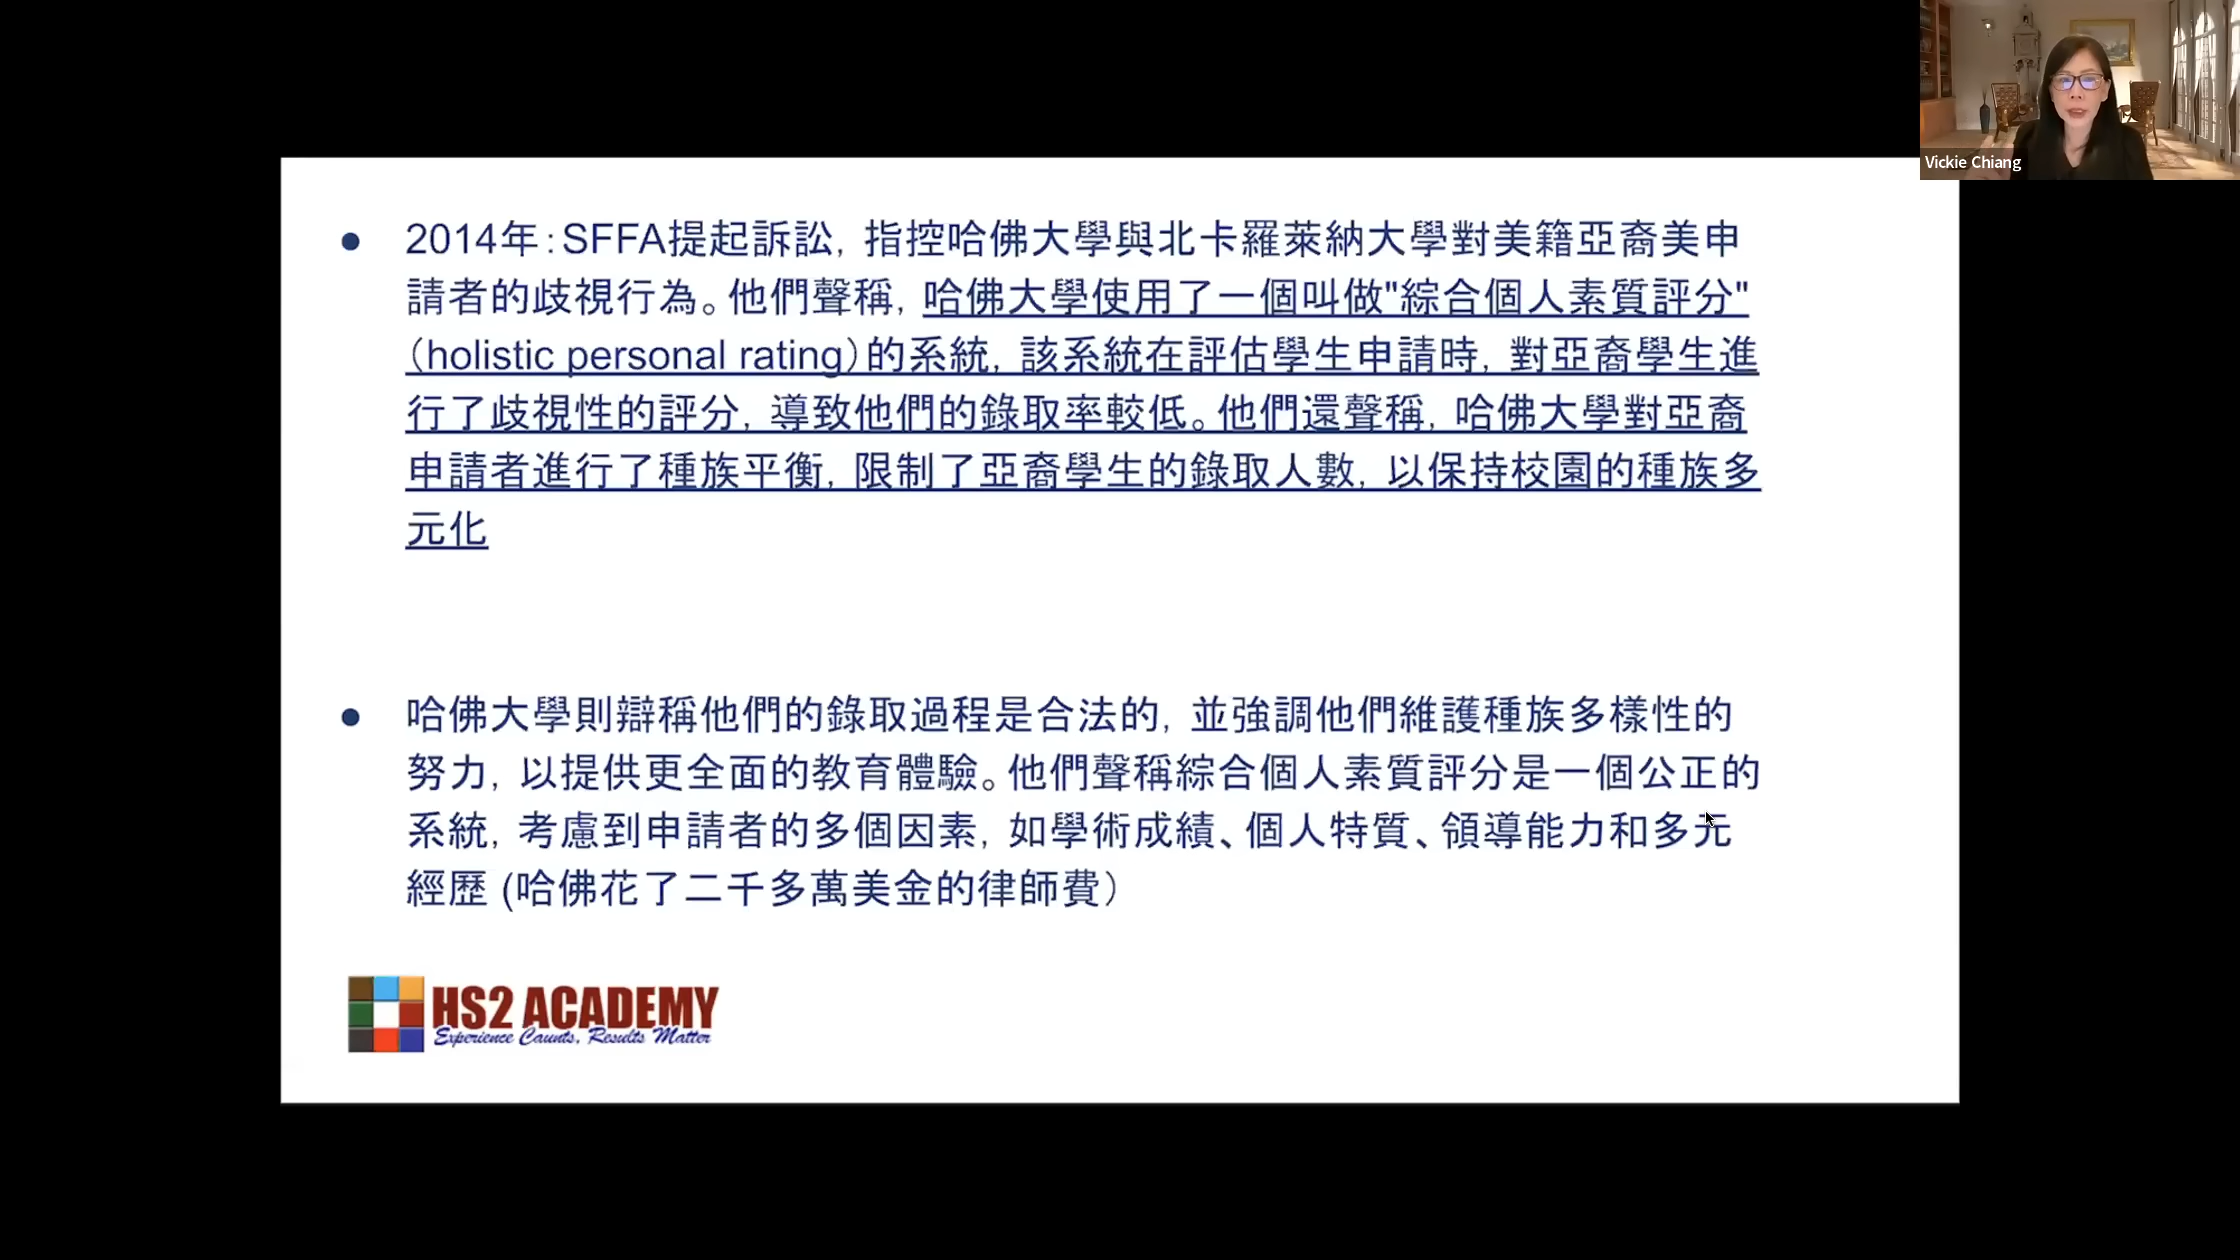 Vickie Chiang
2014年：SFFA提起訴訟，指控哈佛大學與北卡羅萊納大學對美籍亞裔美申
請者的歧視行為。他們聲稱，哈佛大學使用了一個叫做"綜合個人素質評分"
（holistic personal rating）的系統，該系統在評估學生申請時，對亞裔學生進
行了歧視性的評分，導致他們的錄取率較低。他們還聲稱，哈佛大學對亞裔
申請者進行了種族平衡，限制了亞裔學生的錄取人數，以保持校園的種族多
元化
哈佛大學則辯稱他們的錄取過程是合法的，並強調他們維護種族多樣性的
努力，以提供更全面的教育體驗。他們聲稱綜合個人素質評分是一個公正的
系統，考慮到申請者的多個因素，如學術成績、個人特質、領導能力和多元
經歷 (哈佛花了二千多萬美金的律師費）
HS2 ACADEMY
Experience Counts, Results Matter